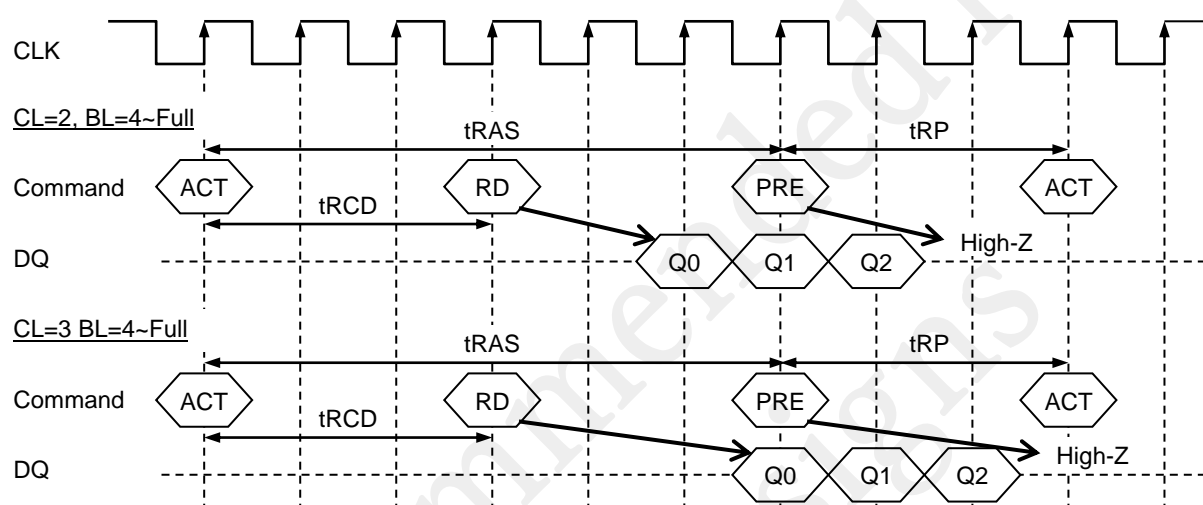 CLK
CL=2, BL=4~Full
tRAS tRP
Command ACT RD PRE ACT
tRCD
High-Z
DQ Q0 Q1 Q2
CL=3 BL=4~Full
tRAS tRP
Command ACT RD PRE ACT
tRCD
High-Z
DQ Q0 Q1 Q2